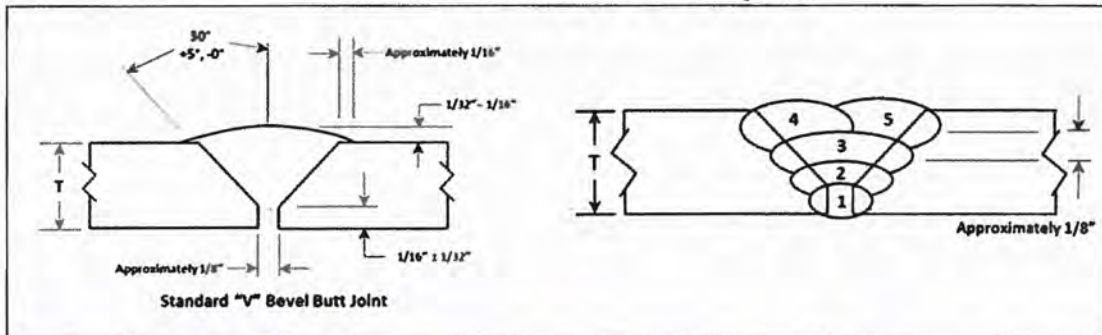 30°
+5°, -0°
Approximately 1/16"
1/32" - 1/16"
T
1/16" ± 1/32"
Approximately 1/8"
Standard "V" Bevel Butt Joint
T
4
5
3
2
1
Approximately 1/8"